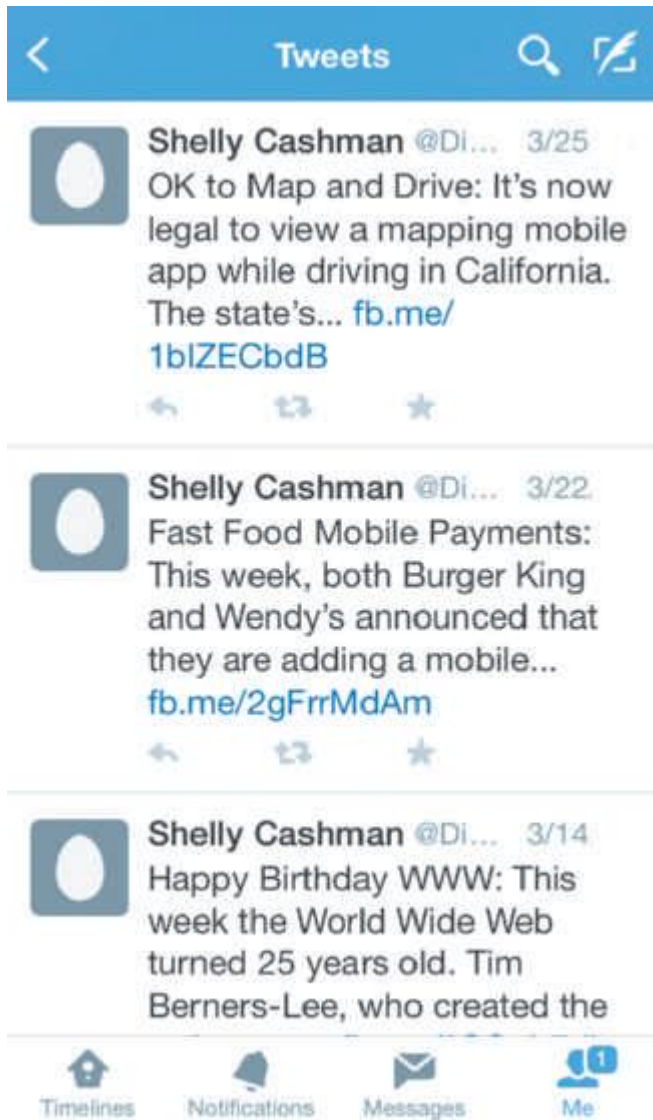 Tweets
Shelly Cashman @Di... 3/25
OK to Map and Drive: It's now
legal to view a mapping mobile
app while driving in California.
The state's... fb.me/
1blZECbdB
Shelly Cashman @Di... 3/22
Fast Food Mobile Payments:
This week, both Burger King
and Wendy's announced that
they are adding a mobile...
fb.me/2gFrrMdAm
Shelly Cashman @Di... 3/14
Happy Birthday WWW: This
week the World Wide Web
turned 25 years old. Tim
Berners-Lee, who created the
1
Timelines Notifications Messages Me